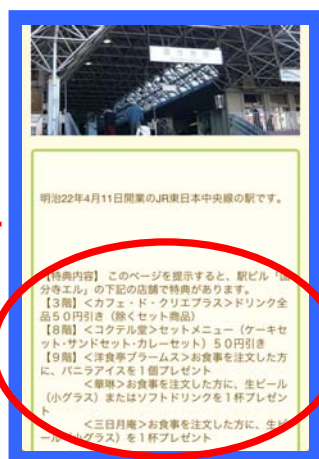 明治22年4月11日開業のJR東日本中央線の駅です。
【特典内容】 このページを提示すると、駅ビル「国
分寺エル」の下記の店舗で特典があります。
【3階】<カフェ・ド・クリエプラス>ドリンク全
品50円引き（除くセット商品）
【8階】<コクテル堂>セットメニュー（ケーキセ
ット･サンドセット･カレーセット）50円引き
【9階】<洋食亭ブラームス>お食事を注文した方
に、バニラアイスを1個プレゼント
<華琳>お食事を注文した方に、生ビール
（小グラス）またはソフトドリンクを1杯プレゼン
ト
<三日月庵>お食事を注文した方に、生ビ
ール（小グラス）を1杯プレゼント